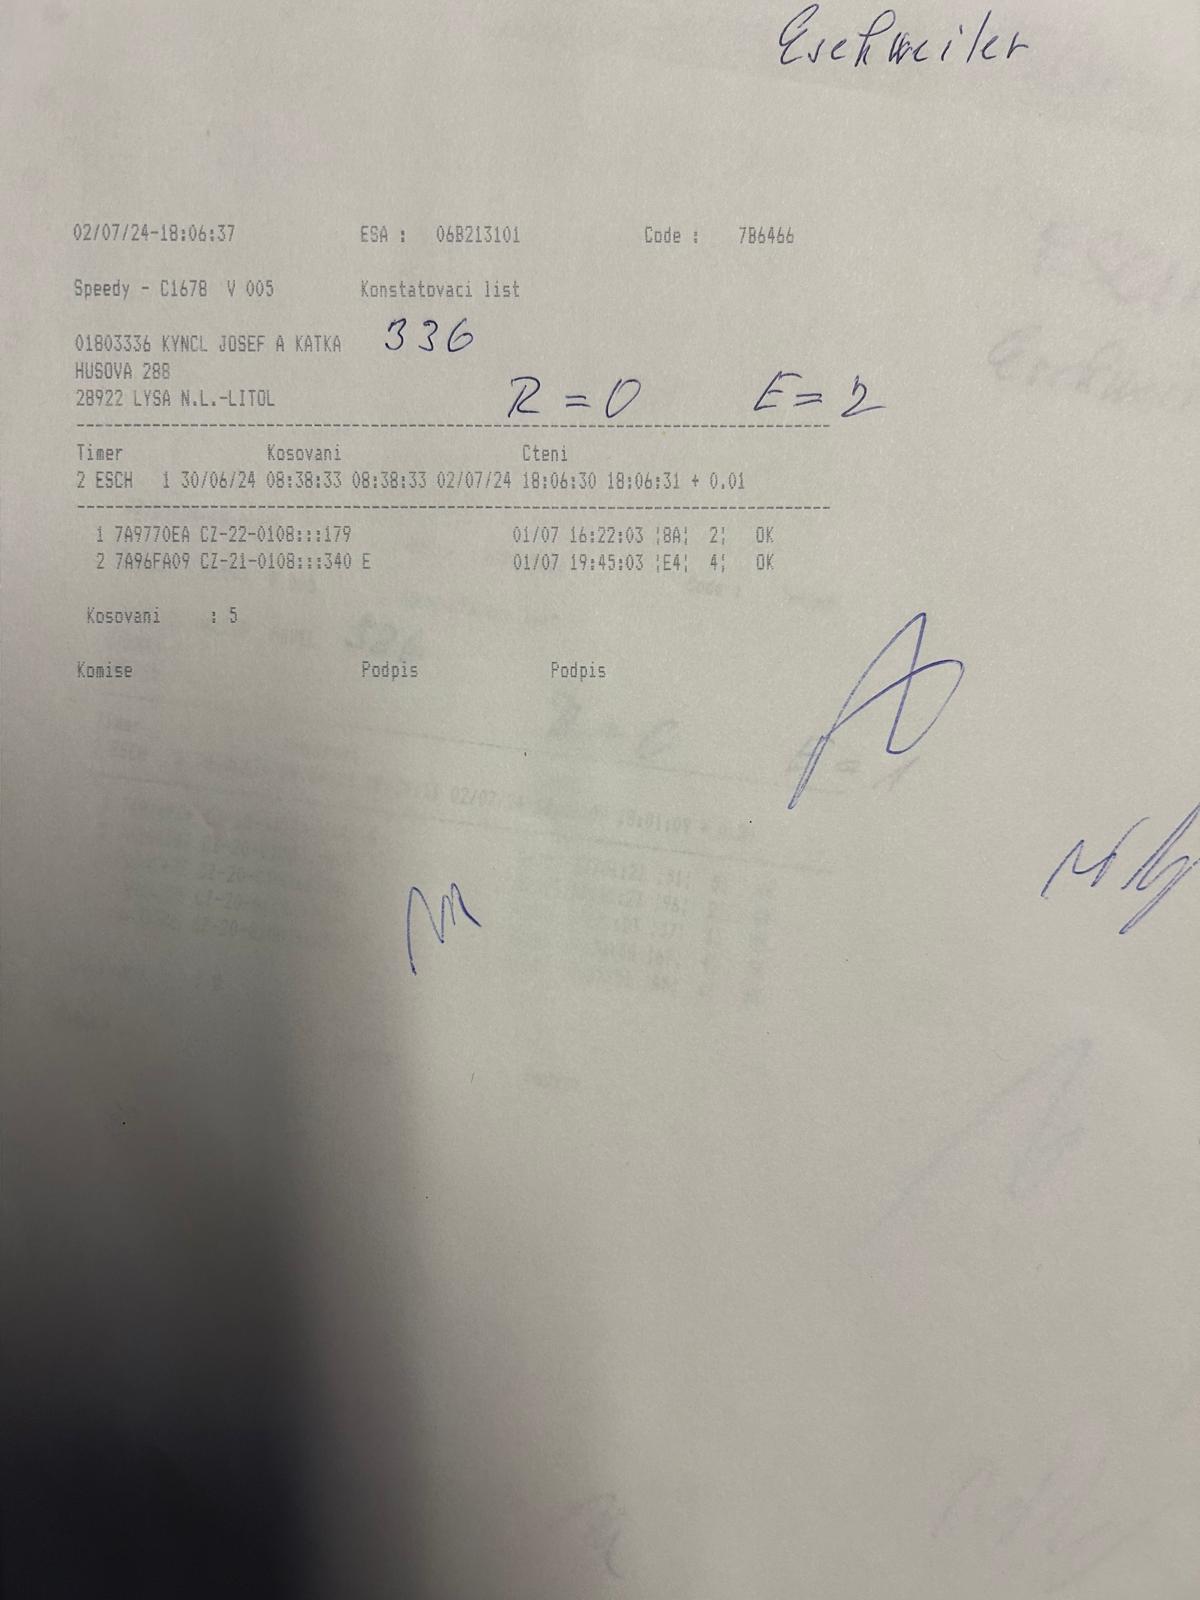 Eschweiler
02/07/24-18:06:37 ESA : 06B213101 Code : 7B6466
Speedy - C1678 V 005 Konstatovaci list
01803336 KYNCL JOSEF A KATKA 336
HUSOVA 288
28922 LYSA N.L.-LITOL R = 0 E = 2
--------------------------------------------------------------------------------
Timer Kosovani Cteni
2 ESCH 1 30/06/24 08:38:33 08:38:33 02/07/24 18:06:30 18:06:31 + 0.01
--------------------------------------------------------------------------------
1 7A9770EA CZ-22-0108:::179 01/07 16:22:03 ¦8A¦ 2¦ OK
2 7A96FA09 CZ-21-0108:::340 E 01/07 19:45:03 ¦E4¦ 4¦ OK
Kosovani : 5
Komise Podpis Podpis